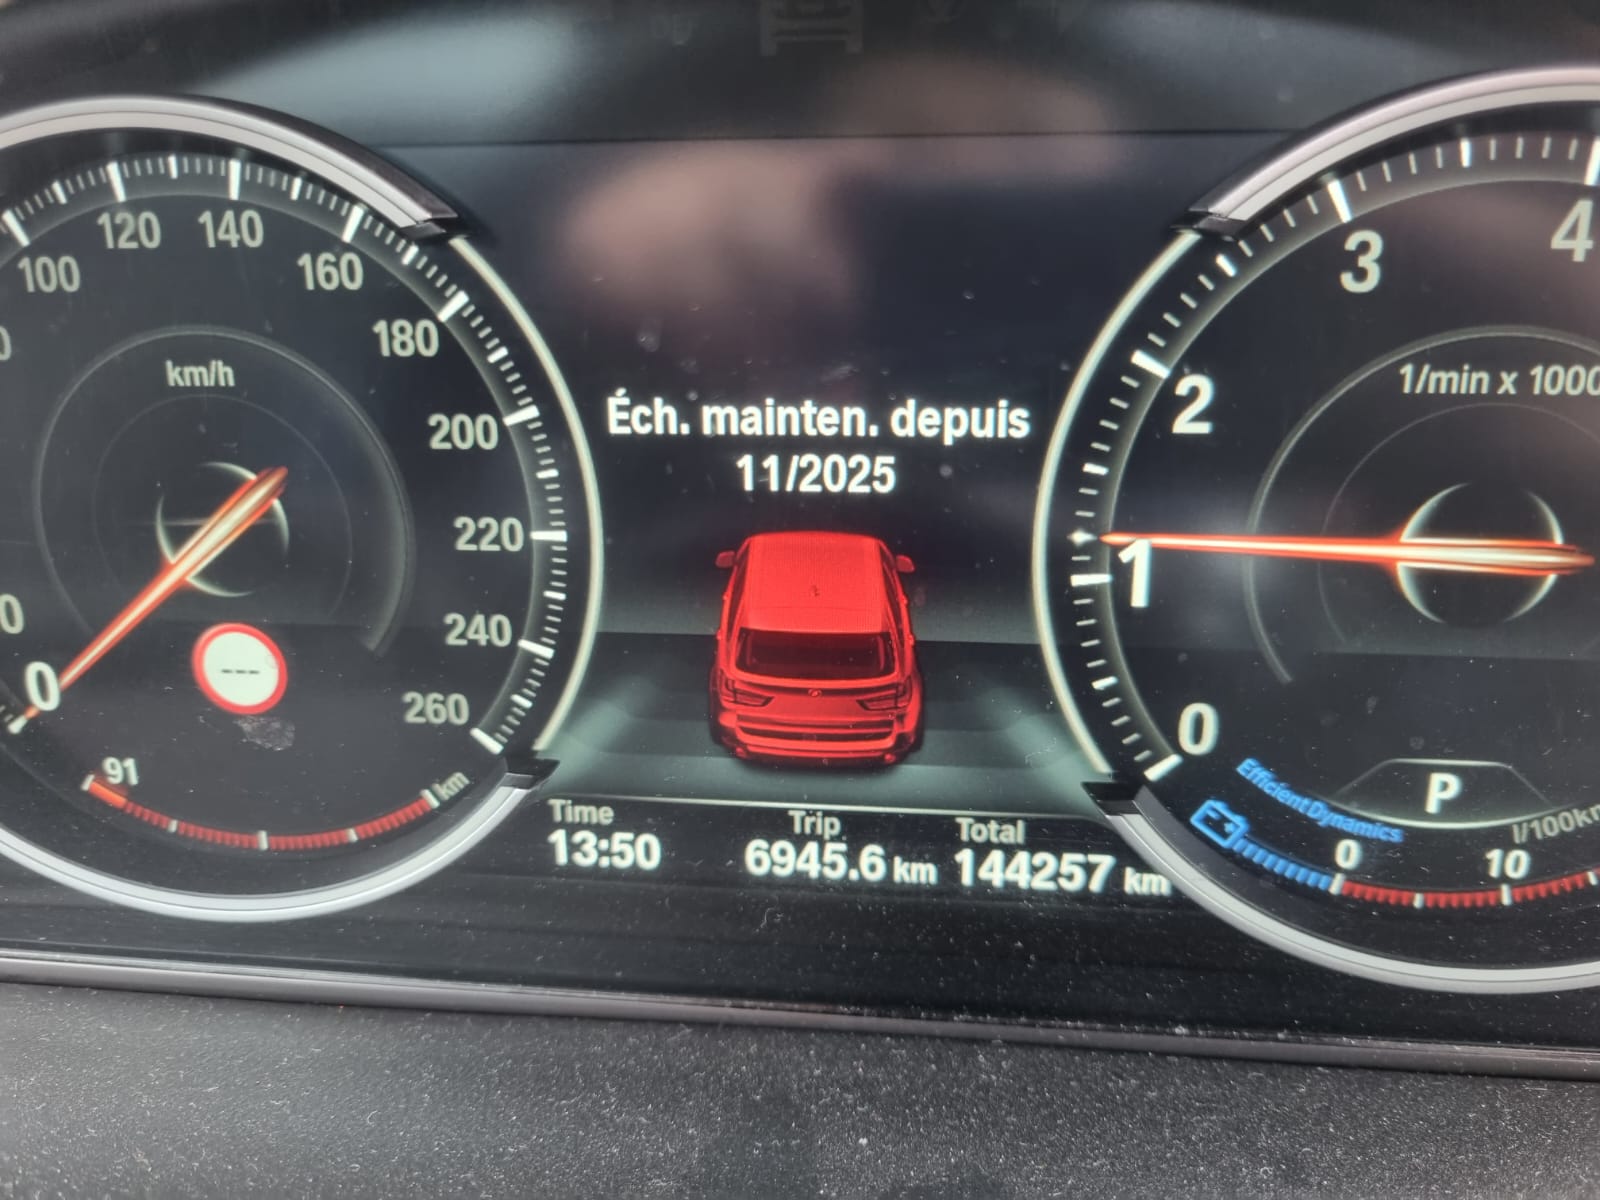 100
120
140
160
180
200
220
240
260
0
km/h
---
91
km
Éch. mainten. depuis
11/2025
Time
13:50
Trip
6945.6 km
Total
144257 km
4
3
2
1
0
1/min x 1000
P
EfficientDynamics
l/100km
0
10